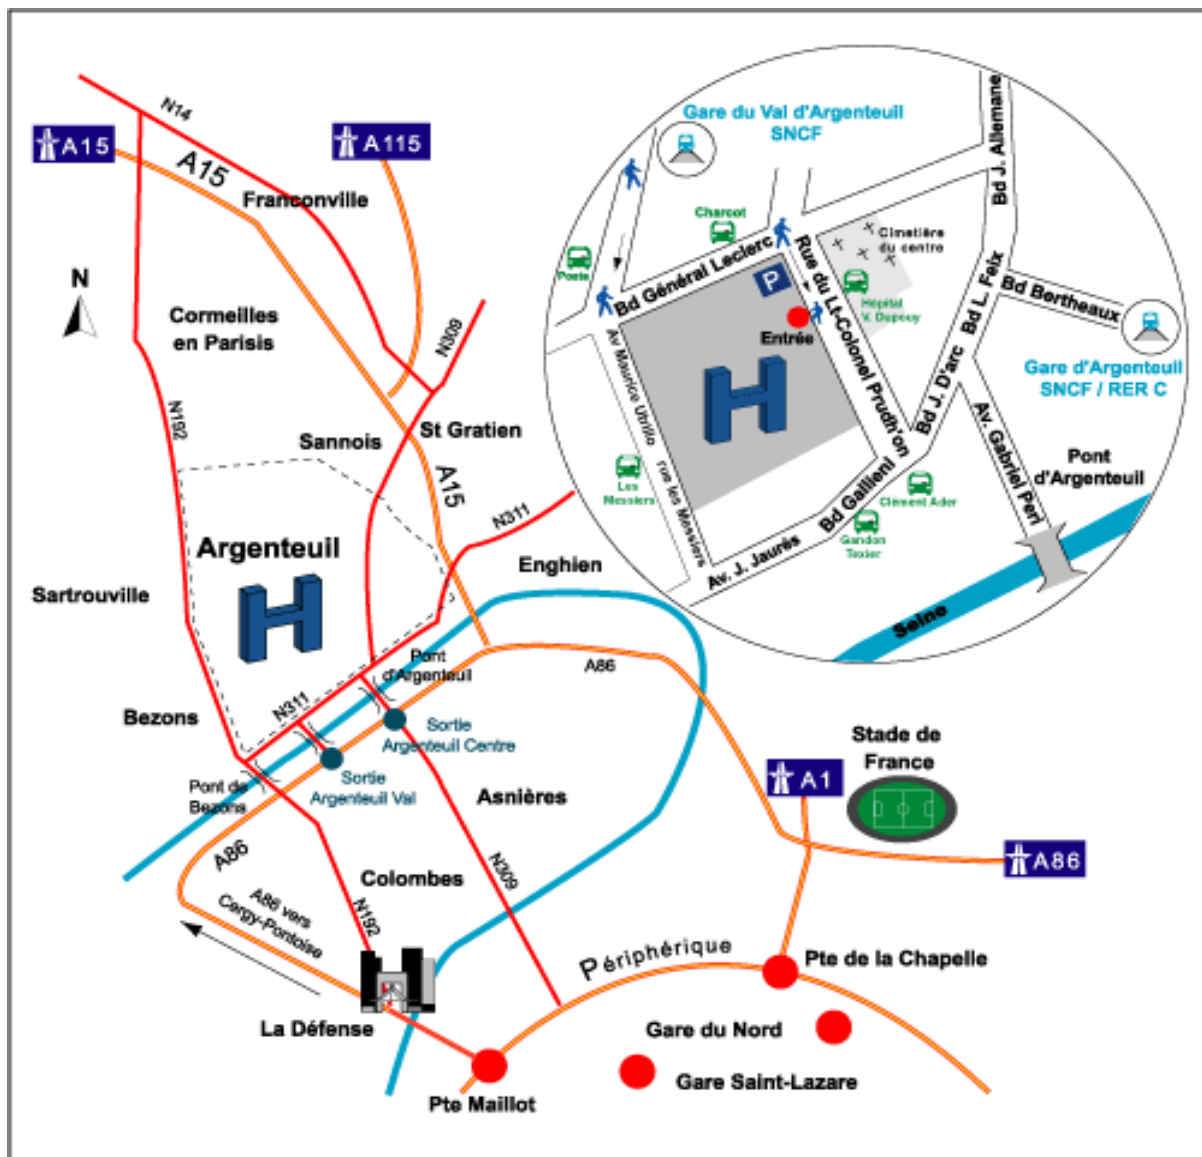 N14
A15
A115
A15
Franconville
N
Cormeilles
en Parisis
N309
N192
Sannois
St Gratien
A15
N311
Argenteuil
Enghien
Sartrouville
H
Pont
d'Argenteuil
A86
Bezons
N311
Sortie
Argenteuil Centre
Pont de
Bezons
Sortie
Argenteuil Val
Asnières
Stade de
France
A1
A86
A86
Colombes
N309
A86 vers
Cergy-Pontoise
N192
Périphérique
Pte de la Chapelle
La Défense
Gare du Nord
Gare Saint-Lazare
Pte Maillot
Gare du Val d'Argenteuil
SNCF
Bd J. Allemane
Charcot
Cimetière
du centre
Poste
Bd Général Leclerc
P
Rue du Lt-Colonel Prudh'on
Hôpital
V. Dupouy
Bd L. Feix
Bd Bertheaux
Entrée
Av Maurice Utrillo
H
Bd J. D'arc
Gare d'Argenteuil
SNCF / RER C
Av. Gabriel Peri
Pont
d'Argenteuil
Les
Messiers
rue les Messiers
Clément Ader
Bd Gallieni
Gandon
Texier
Av. J. Jaurès
Seine